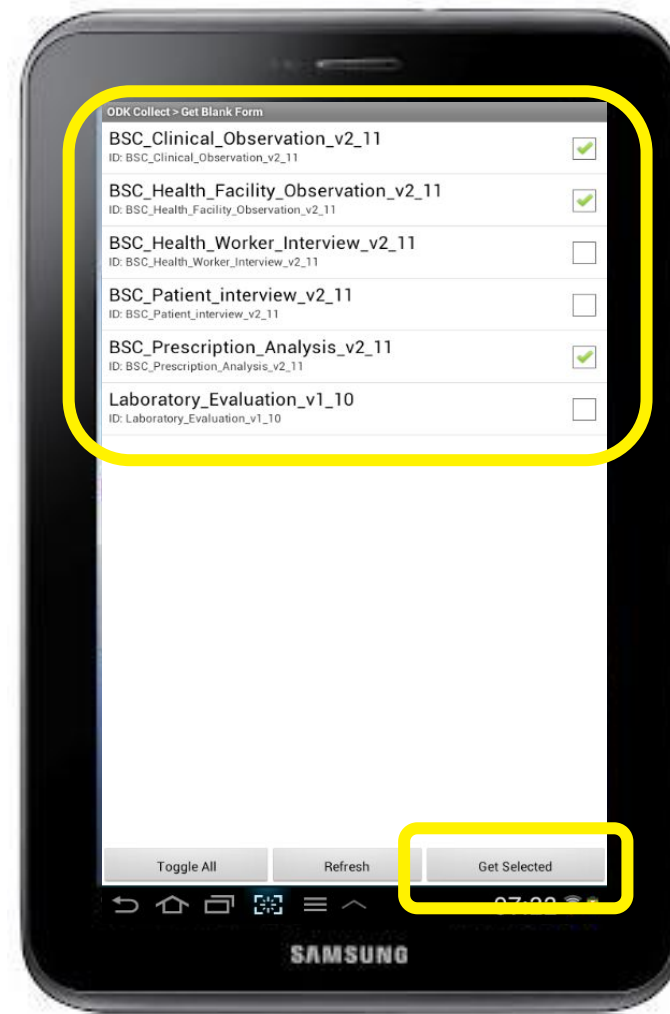 ODK Collect > Get Blank Form
BSC_Clinical_Observation_v2_11
ID: BSC_Clinical_Observation_v2_11
BSC_Health_Facility_Observation_v2_11
ID: BSC_Health_Facility_Observation_v2_11
BSC_Health_Worker_Interview_v2_11
ID: BSC_Health_Worker_Interview_v2_11
BSC_Patient_interview_v2_11
ID: BSC_Patient_interview_v2_11
BSC_Prescription_Analysis_v2_11
ID: BSC_Prescription_Analysis_v2_11
Laboratory_Evaluation_v1_10
ID: Laboratory_Evaluation_v1_10
Toggle All Refresh Get Selected
SAMSUNG